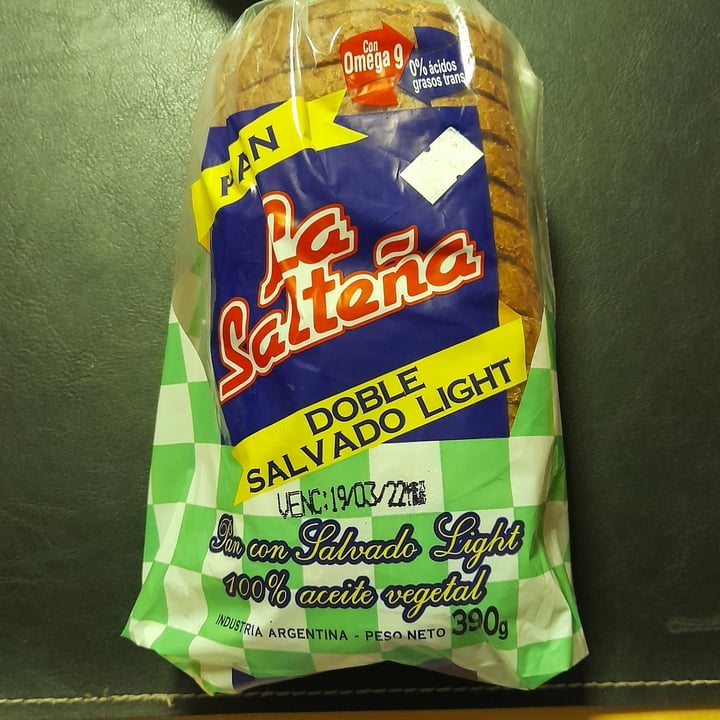 Con
Omega 9
0% ácidos
grasos trans
PAN
La
Salteña
DOBLE
SALVADO LIGHT
VENC:19/03/22
Pan con Salvado Light
100% aceite vegetal
INDUSTRIA ARGENTINA - PESO NETO 390g